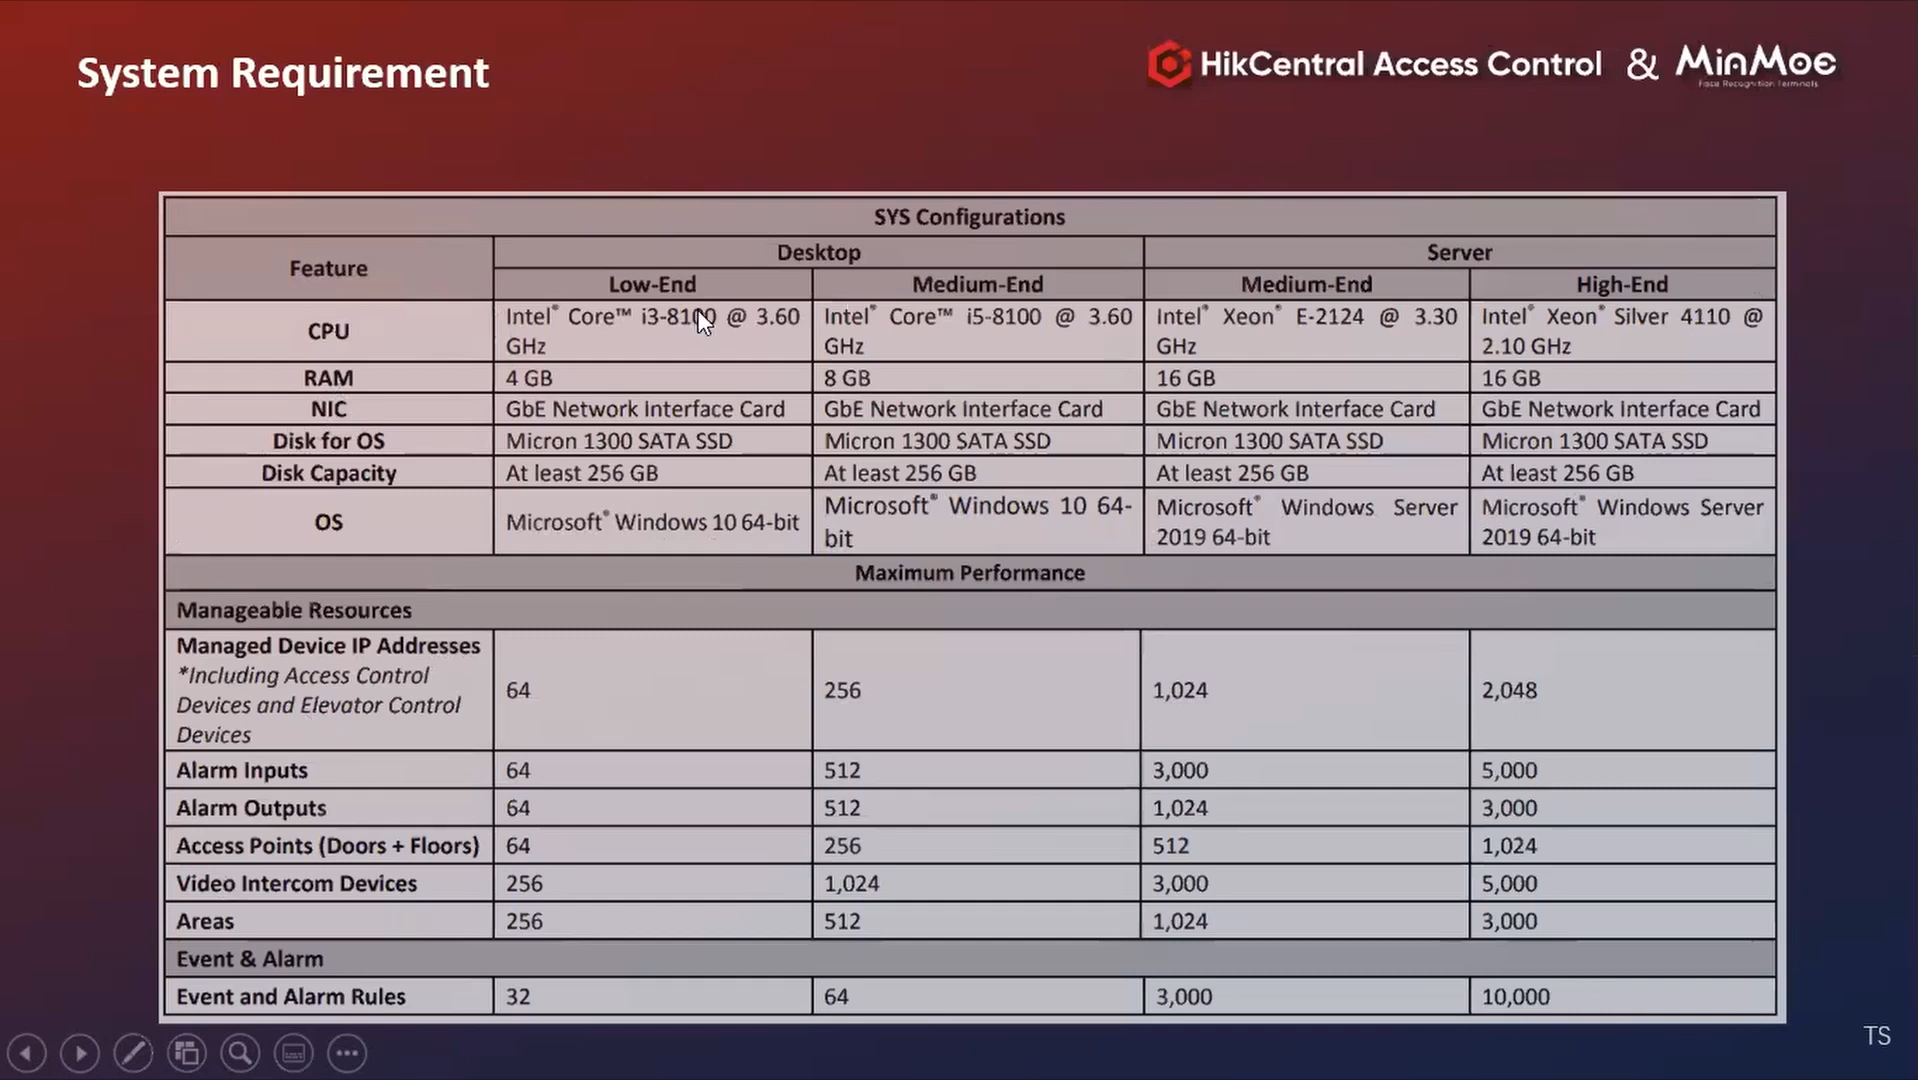 System Requirement
HikCentral Access Control & MinMoe
Face Recognition Terminals
SYS Configurations
Feature
Desktop
Server
Low-End
Medium-End
Medium-End
High-End
CPU
Intel® Core™ i3-8100 @ 3.60
GHz
Intel® Core™ i5-8100 @ 3.60
GHz
Intel® Xeon® E-2124 @ 3.30
GHz
Intel® Xeon® Silver 4110 @
2.10 GHz
RAM
4 GB
8 GB
16 GB
16 GB
NIC
GbE Network Interface Card
GbE Network Interface Card
GbE Network Interface Card
GbE Network Interface Card
Disk for OS
Micron 1300 SATA SSD
Micron 1300 SATA SSD
Micron 1300 SATA SSD
Micron 1300 SATA SSD
Disk Capacity
At least 256 GB
At least 256 GB
At least 256 GB
At least 256 GB
OS
Microsoft® Windows 10 64-bit
Microsoft® Windows 10 64-
bit
Microsoft® Windows Server
2019 64-bit
Microsoft® Windows Server
2019 64-bit
Maximum Performance
Manageable Resources
Managed Device IP Addresses
*Including Access Control
Devices and Elevator Control
Devices
64
256
1,024
2,048
Alarm Inputs
64
512
3,000
5,000
Alarm Outputs
64
512
1,024
3,000
Access Points (Doors + Floors)
64
256
512
1,024
Video Intercom Devices
256
1,024
3,000
5,000
Areas
256
512
1,024
3,000
Event & Alarm
Event and Alarm Rules
32
64
3,000
10,000
TS